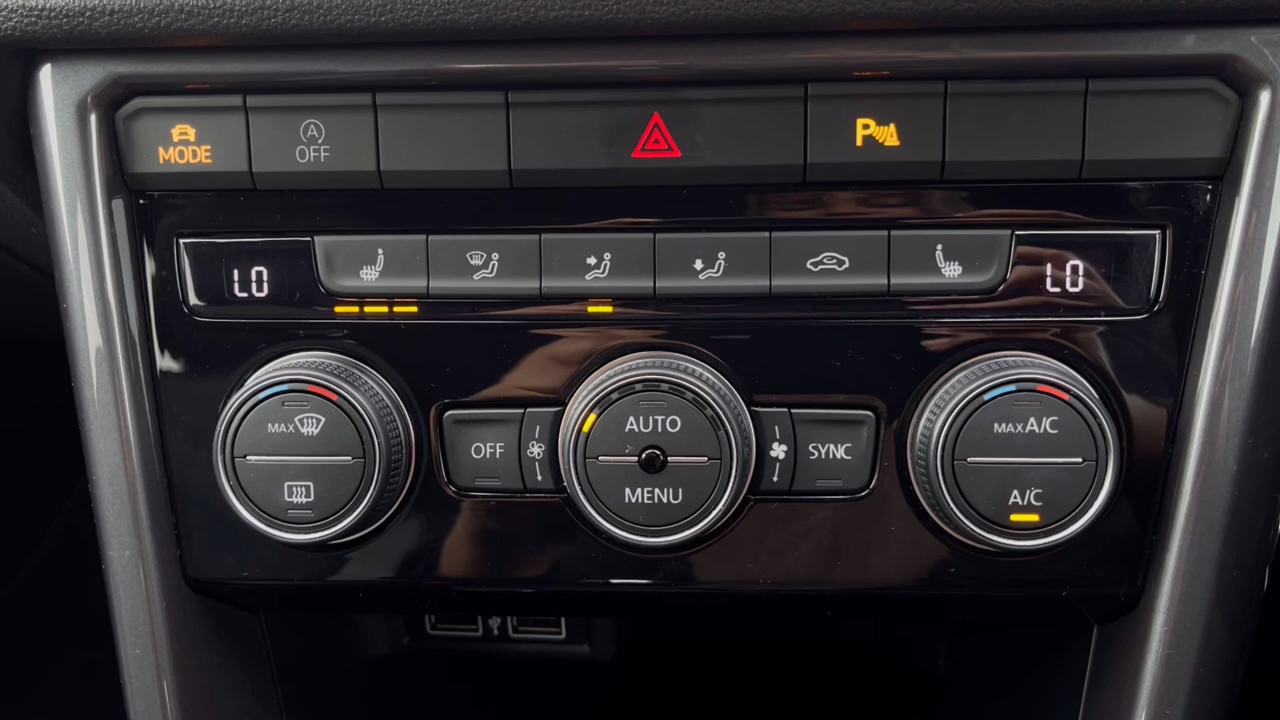 MODE
A
OFF
P
LO
LO
MAX
OFF
AUTO
MENU
SYNC
MAX A/C
A/C